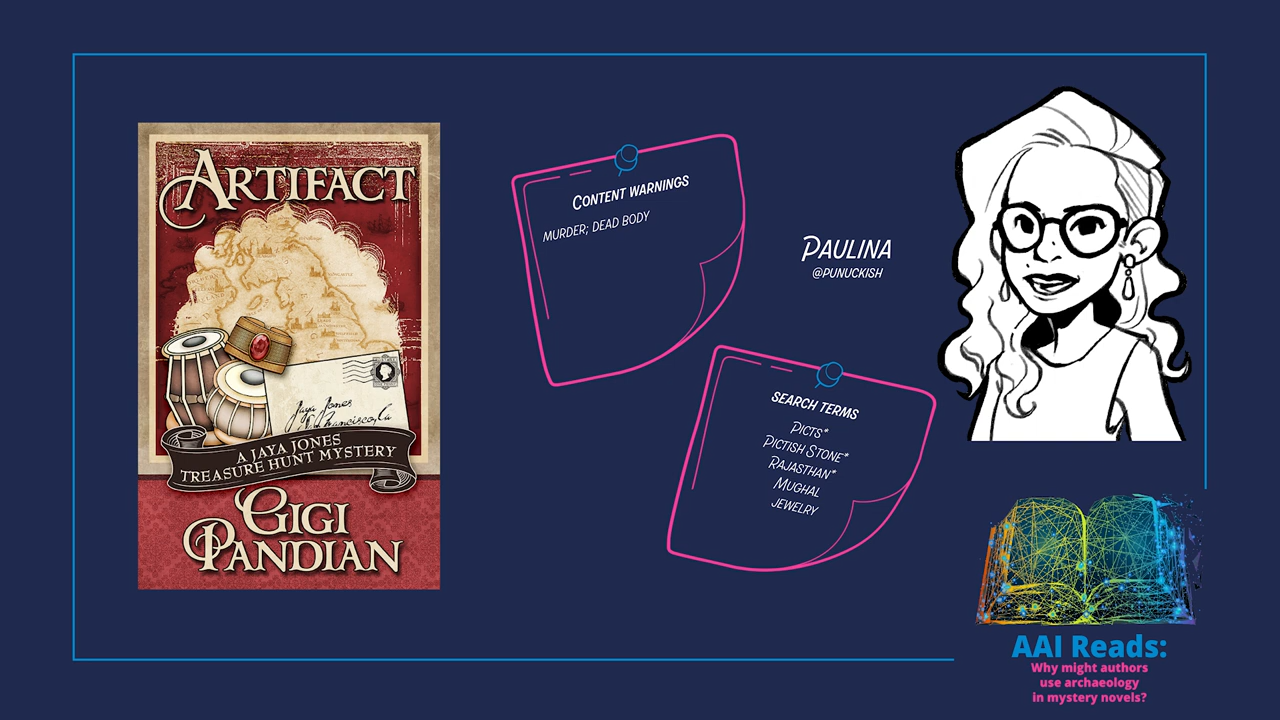 ARTIFACT
Jaya Jones
San Francisco, Ca
A JAYA JONES
TREASURE HUNT MYSTERY
GIGI
PANDIAN
CONTENT WARNINGS
MURDER; DEAD BODY
PAULINA
@PUNUCKISH
SEARCH TERMS
PICTS*
PICTISH STONE*
RAJASTHAN*
MUGHAL
JEWELRY
AAI Reads:
Why might authors
use archaeology
in mystery novels?